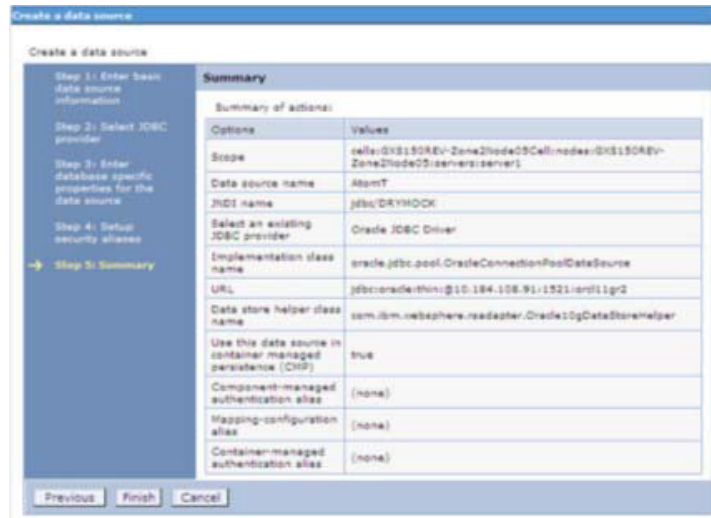 Create a data source
Create a data source
Step 1: Enter basic
data source
information
Step 2: Select JDBC
provider
Step 3: Enter
database specific
properties for the
data source
Step 4: Setup
security aliases
Step 5: Summary
Summary
Summary of actions:
Options Values
Scope cells:GXS150REV-Zone2Node05Cell:nodes:GXS150REV-
Zone2Node05:servers:server1
Data source name AtomT
JNDI name jdbc/DRYMOCK
Select an existing
JDBC provider Oracle JDBC Driver
Implementation class
name oracle.jdbc.pool.OracleConnectionPoolDataSource
URL jdbc:oracle:thin:@10.184.108.91:1521/orcl11gr2
Data store helper class
name com.ibm.websphere.rsadapter.Oracle10gDataStoreHelper
Use this data source in
container managed
persistence (CMP) true
Component-managed
authentication alias (none)
Mapping-configuration
alias (none)
Container-managed
authentication alias (none)
Previous Finish Cancel